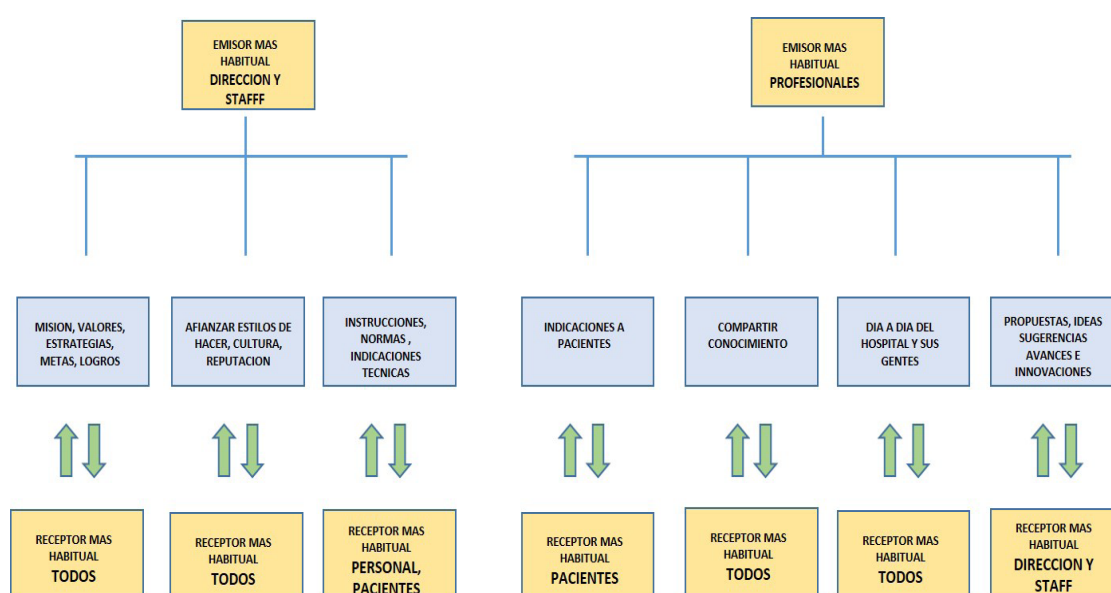 EMISOR MAS
HABITUAL
DIRECCION Y
STAFFF
EMISOR MAS
HABITUAL
PROFESIONALES
MISION, VALORES,
ESTRATEGIAS,
METAS, LOGROS
AFIANZAR ESTILOS DE
HACER, CULTURA,
REPUTACION
INSTRUCCIONES,
NORMAS ,
INDICACIONES
TECNICAS
INDICACIONES A
PACIENTES
COMPARTIR
CONOCIMIENTO
DIA A DIA DEL
HOSPITAL Y SUS
GENTES
PROPUESTAS, IDEAS
SUGERENCIAS
AVANCES E
INNOVACIONES
RECEPTOR MAS
HABITUAL
TODOS
RECEPTOR MAS
HABITUAL
TODOS
RECEPTOR MAS
HABITUAL
PERSONAL,
PACIENTES
RECEPTOR MAS
HABITUAL
PACIENTES
RECEPTOR MAS
HABITUAL
TODOS
RECEPTOR MAS
HABITUAL
TODOS
RECEPTOR MAS
HABITUAL
DIRECCION Y
STAFF